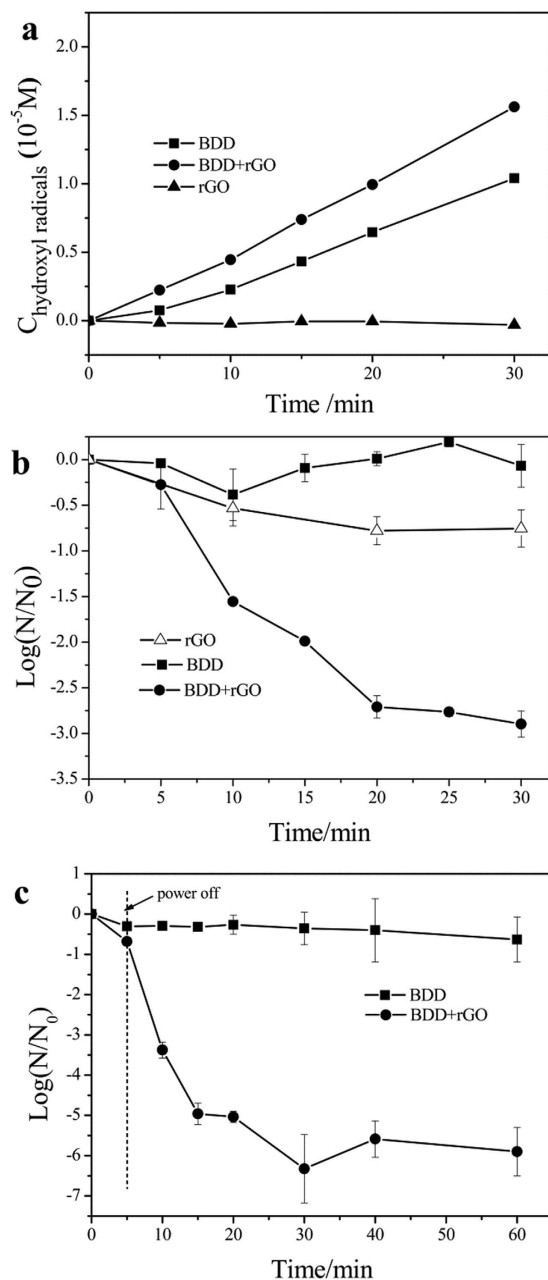 a
2.0
1.5
1.0
0.5
0.0
C hydroxyl radicals (10⁻⁵M)
BDD
BDD+rGO
rGO
0 10 20 30
Time /min
b
0.0
-0.5
-1.0
-1.5
-2.0
-2.5
-3.0
-3.5
Log(N/N0)
rGO
BDD
BDD+rGO
0 5 10 15 20 25 30
Time/min
c
1
0
-1
-2
-3
-4
-5
-6
-7
Log(N/N₀)
power off
BDD
BDD+rGO
0 10 20 30 40 50 60
Time/min